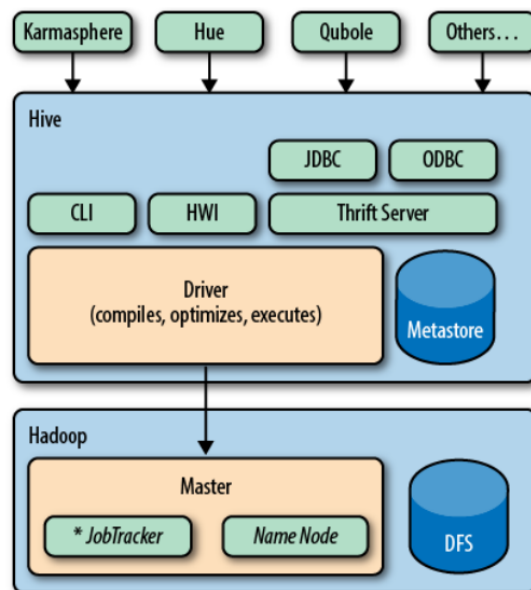 Karmasphere
Hue
Qubole
Others...
Hive
JDBC
ODBC
CLI
HWI
Thrift Server
Driver
(compiles, optimizes, executes)
Metastore
Hadoop
Master
* JobTracker
Name Node
DFS